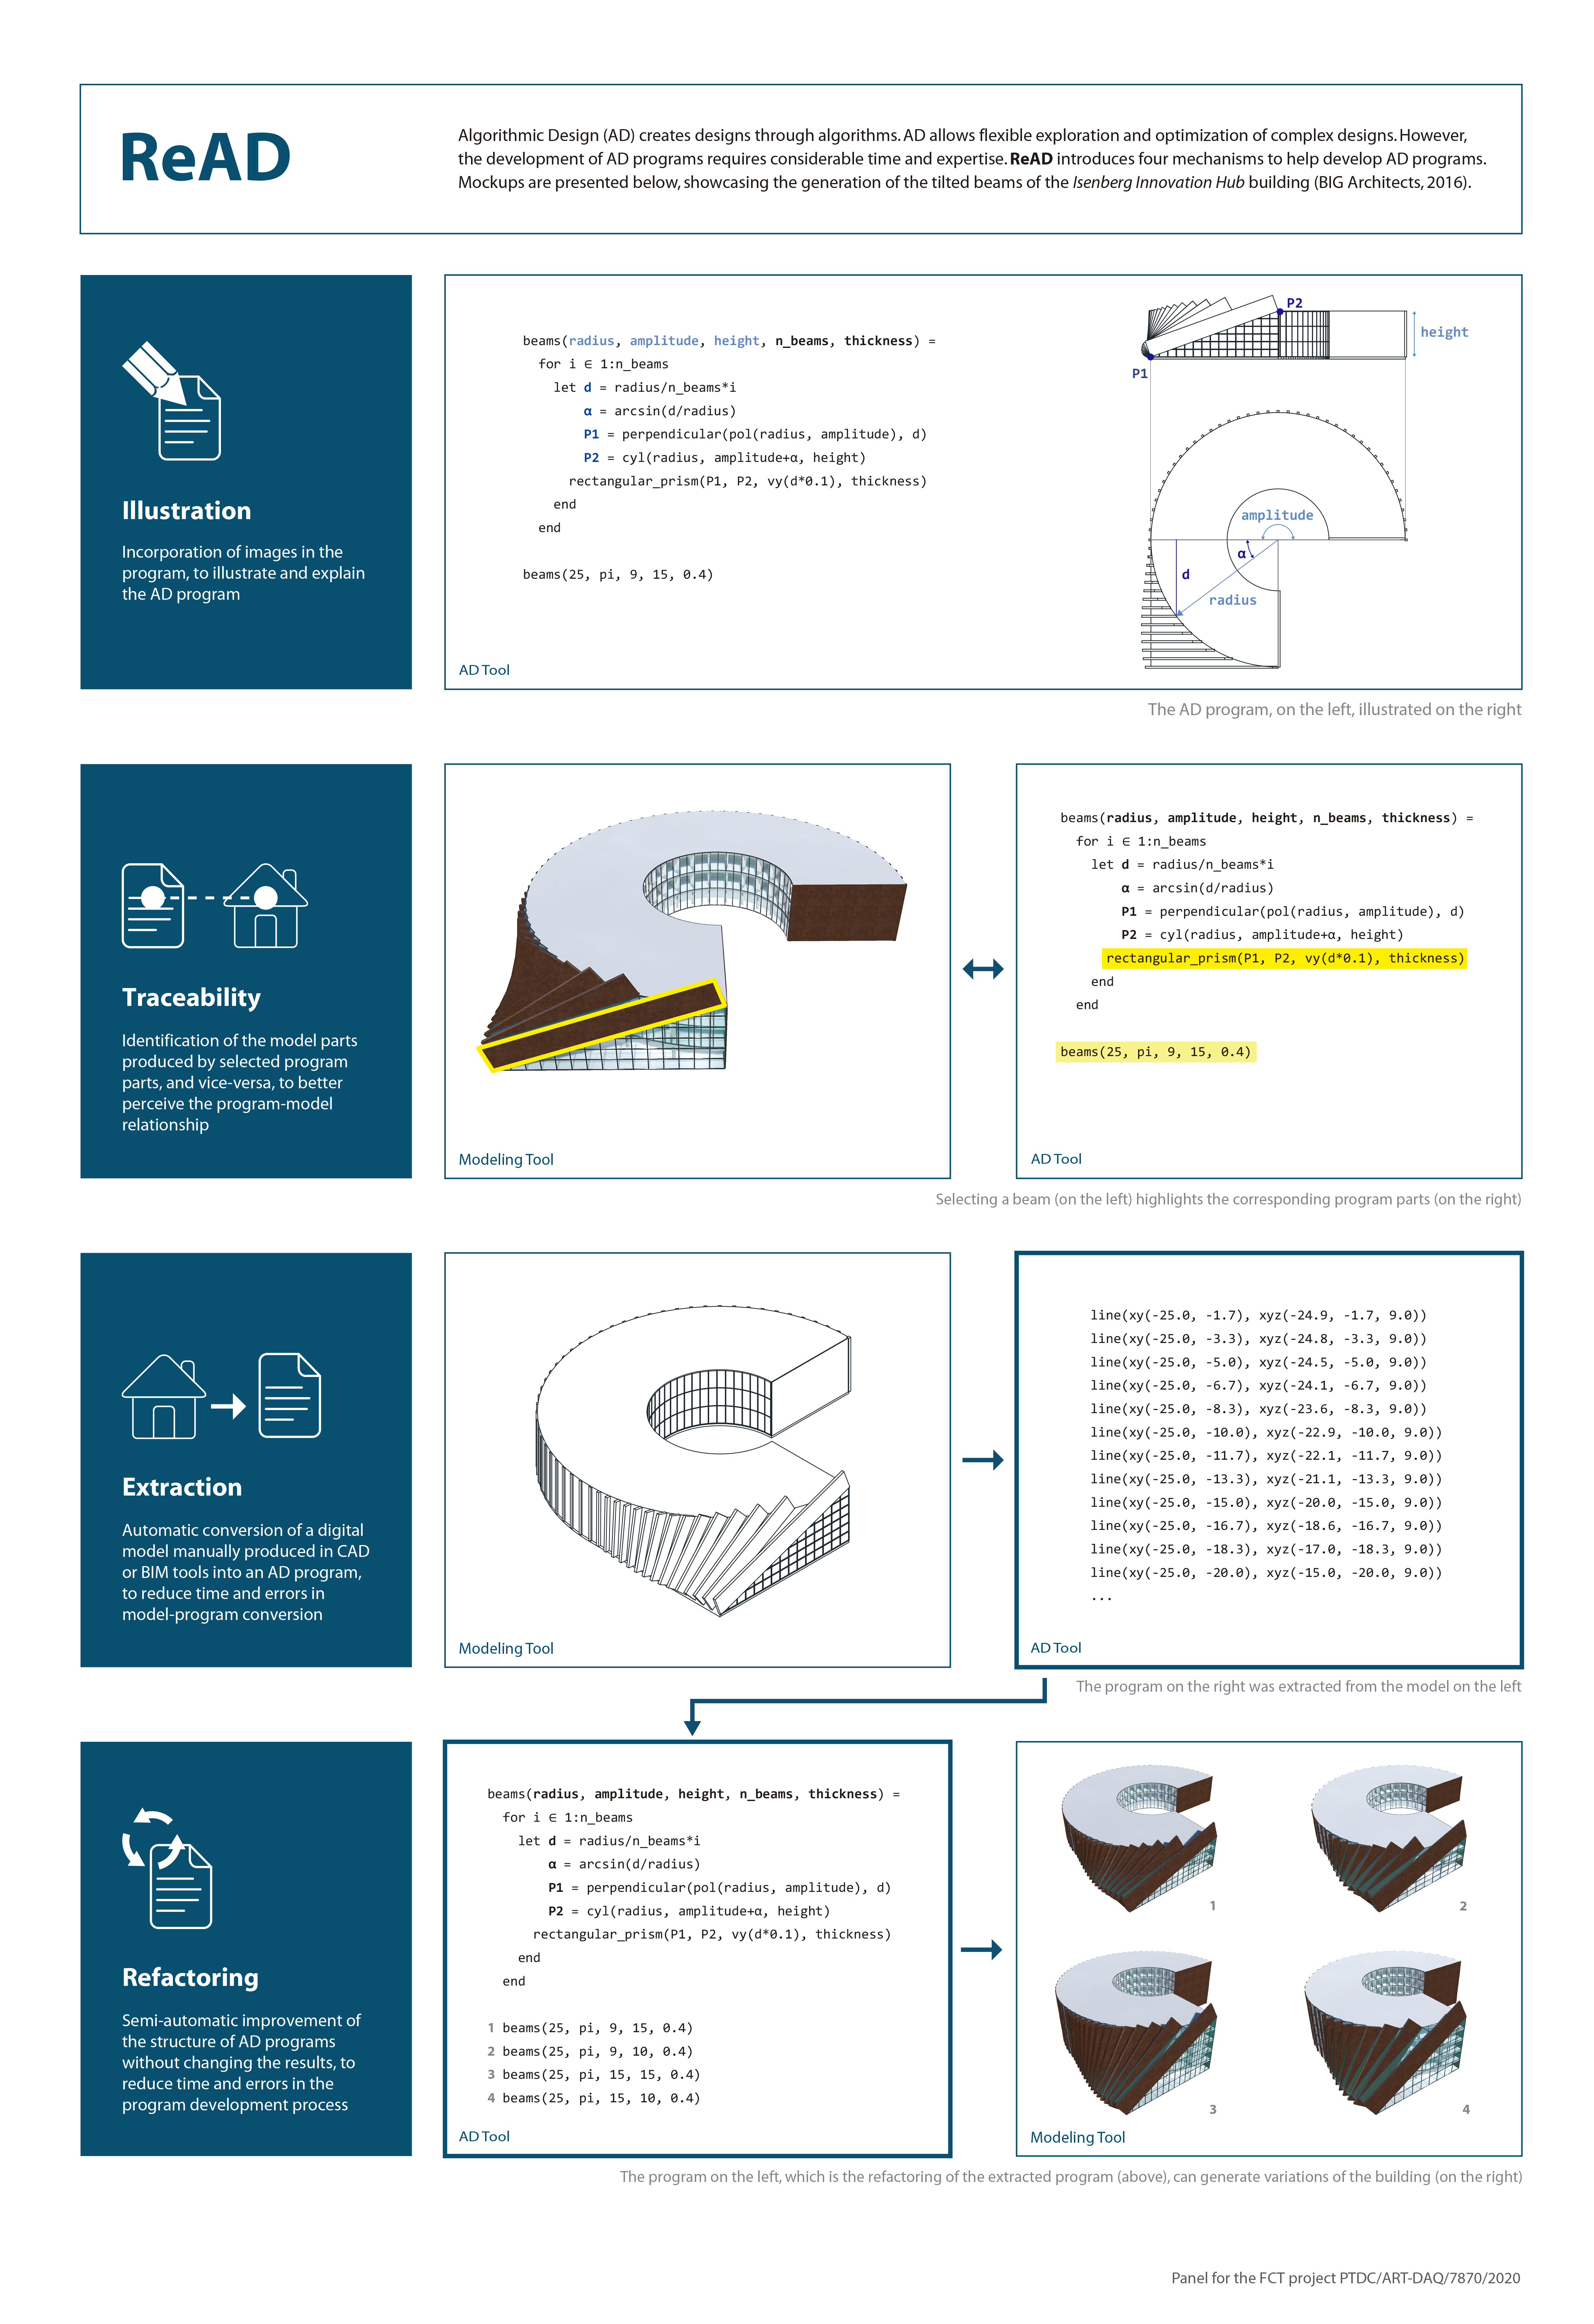 ReAD
Algorithmic Design (AD) creates designs through algorithms. AD allows flexible exploration and optimization of complex designs. However,
the development of AD programs requires considerable time and expertise. ReAD introduces four mechanisms to help develop AD programs.
Mockups are presented below, showcasing the generation of the tilted beams of the Isenberg Innovation Hub building (BIG Architects, 2016).
Illustration
Incorporation of images in the
program, to illustrate and explain
the AD program
beams(radius, amplitude, height, n_beams, thickness) =
for i ∈ 1:n_beams
let d = radius/n_beams*i
α = arcsin(d/radius)
P1 = perpendicular(pol(radius, amplitude), d)
P2 = cyl(radius, amplitude+α, height)
rectangular_prism(P1, P2, vy(d*0.1), thickness)
end
end
beams(25, pi, 9, 15, 0.4)
AD Tool
P2
height
P1
amplitude
α
d
radius
The AD program, on the left, illustrated on the right
Traceability
Identification of the model parts
produced by selected program
parts, and vice-versa, to better
perceive the program-model
relationship
Modeling Tool
beams(radius, amplitude, height, n_beams, thickness) =
for i ∈ 1:n_beams
let d = radius/n_beams*i
α = arcsin(d/radius)
P1 = perpendicular(pol(radius, amplitude), d)
P2 = cyl(radius, amplitude+α, height)
rectangular_prism(P1, P2, vy(d*0.1), thickness)
end
end
beams(25, pi, 9, 15, 0.4)
AD Tool
Selecting a beam (on the left) highlights the corresponding program parts (on the right)
Extraction
Automatic conversion of a digital
model manually produced in CAD
or BIM tools into an AD program,
to reduce time and errors in
model-program conversion
Modeling Tool
line(xy(-25.0, -1.7), xyz(-24.9, -1.7, 9.0))
line(xy(-25.0, -3.3), xyz(-24.8, -3.3, 9.0))
line(xy(-25.0, -5.0), xyz(-24.5, -5.0, 9.0))
line(xy(-25.0, -6.7), xyz(-24.1, -6.7, 9.0))
line(xy(-25.0, -8.3), xyz(-23.6, -8.3, 9.0))
line(xy(-25.0, -10.0), xyz(-22.9, -10.0, 9.0))
line(xy(-25.0, -11.7), xyz(-22.1, -11.7, 9.0))
line(xy(-25.0, -13.3), xyz(-21.1, -13.3, 9.0))
line(xy(-25.0, -15.0), xyz(-20.0, -15.0, 9.0))
line(xy(-25.0, -16.7), xyz(-18.6, -16.7, 9.0))
line(xy(-25.0, -18.3), xyz(-17.0, -18.3, 9.0))
line(xy(-25.0, -20.0), xyz(-15.0, -20.0, 9.0))
...
AD Tool
The program on the right was extracted from the model on the left
Refactoring
Semi-automatic improvement of
the structure of AD programs
without changing the results, to
reduce time and errors in the
program development process
beams(radius, amplitude, height, n_beams, thickness) =
for i ∈ 1:n_beams
let d = radius/n_beams*i
α = arcsin(d/radius)
P1 = perpendicular(pol(radius, amplitude), d)
P2 = cyl(radius, amplitude+α, height)
rectangular_prism(P1, P2, vy(d*0.1), thickness)
end
end
1 beams(25, pi, 9, 15, 0.4)
2 beams(25, pi, 9, 10, 0.4)
3 beams(25, pi, 15, 15, 0.4)
4 beams(25, pi, 15, 10, 0.4)
AD Tool
1
2
3
4
Modeling Tool
The program on the left, which is the refactoring of the extracted program (above), can generate variations of the building (on the right)
Panel for the FCT project PTDC/ART-DAQ/7870/2020